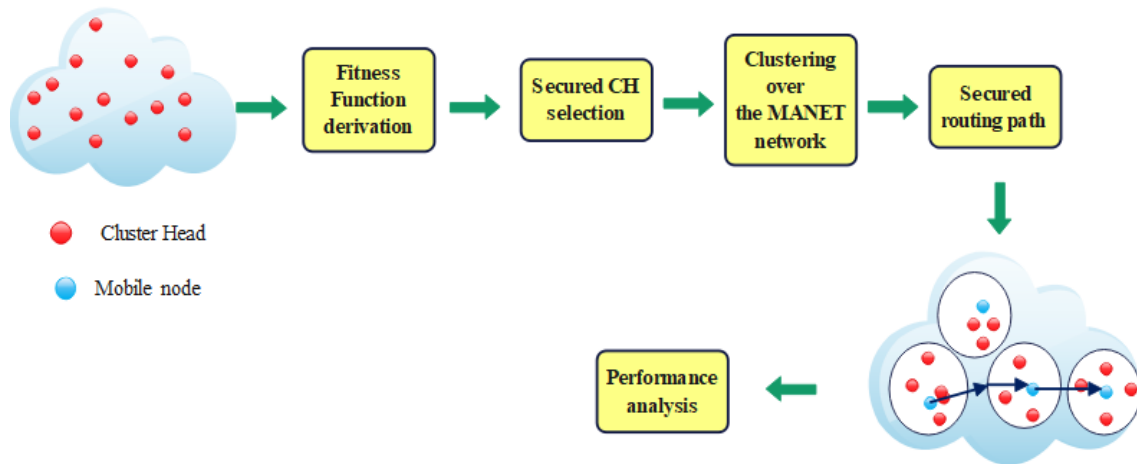 Fitness
Function
derivation
Secured CH
selection
Clustering
over
the MANET
network
Secured
routing path
Cluster Head
Mobile node
Performance
analysis